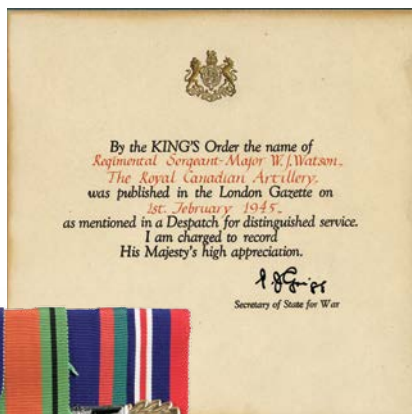 By the KING'S Order the name of
Regimental Sergeant-Major W.J.Watson.
The Royal Canadian Artillery.
was published in the London Gazette on
1st. February 1945.
as mentioned in a Despatch for distinguished service.
I am charged to record
His Majesty's high appreciation.
P J Grigg
Secretary of State for War